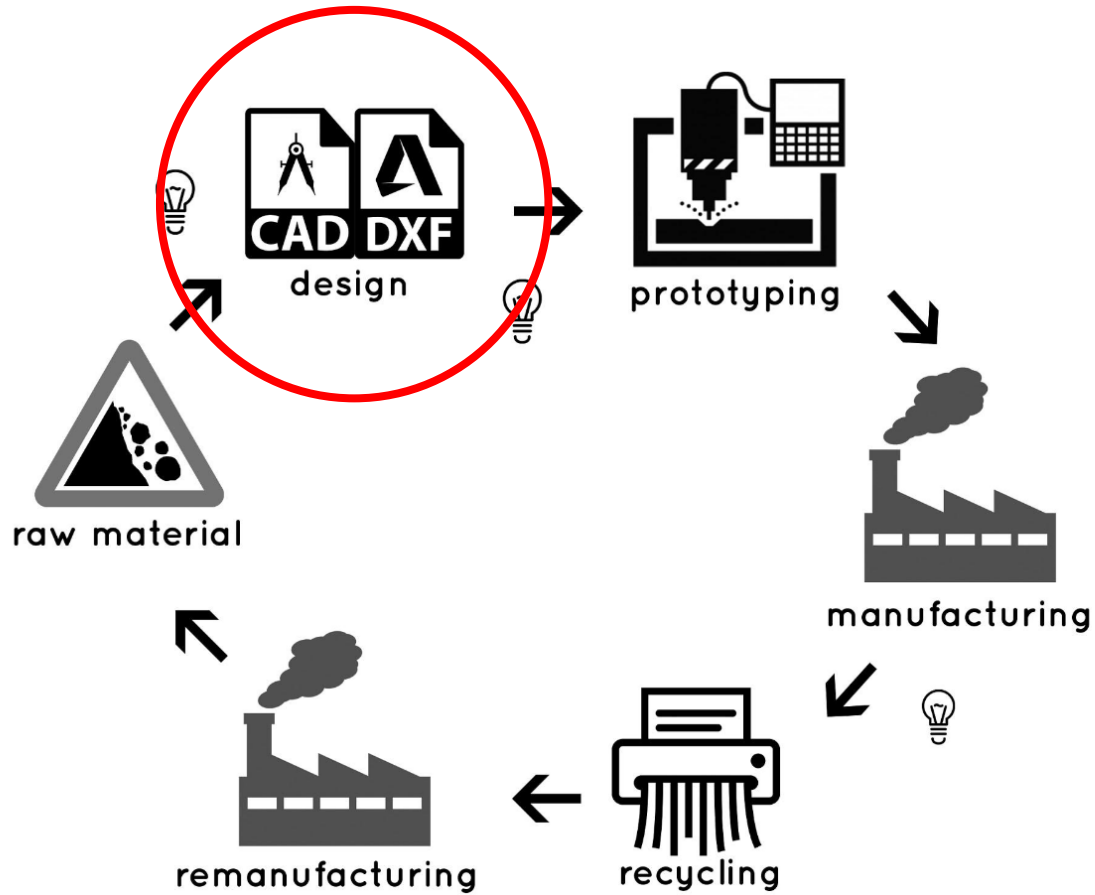 CAD DXF
design
prototyping
raw material
manufacturing
remanufacturing
recycling